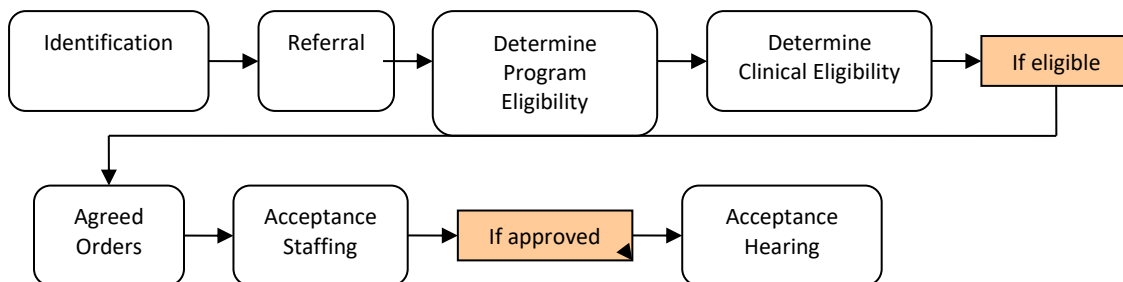 Identification
Referral
Determine
Program
Eligibility
Determine
Clinical Eligibility
If eligible
Agreed
Orders
Acceptance
Staffing
If approved
Acceptance
Hearing